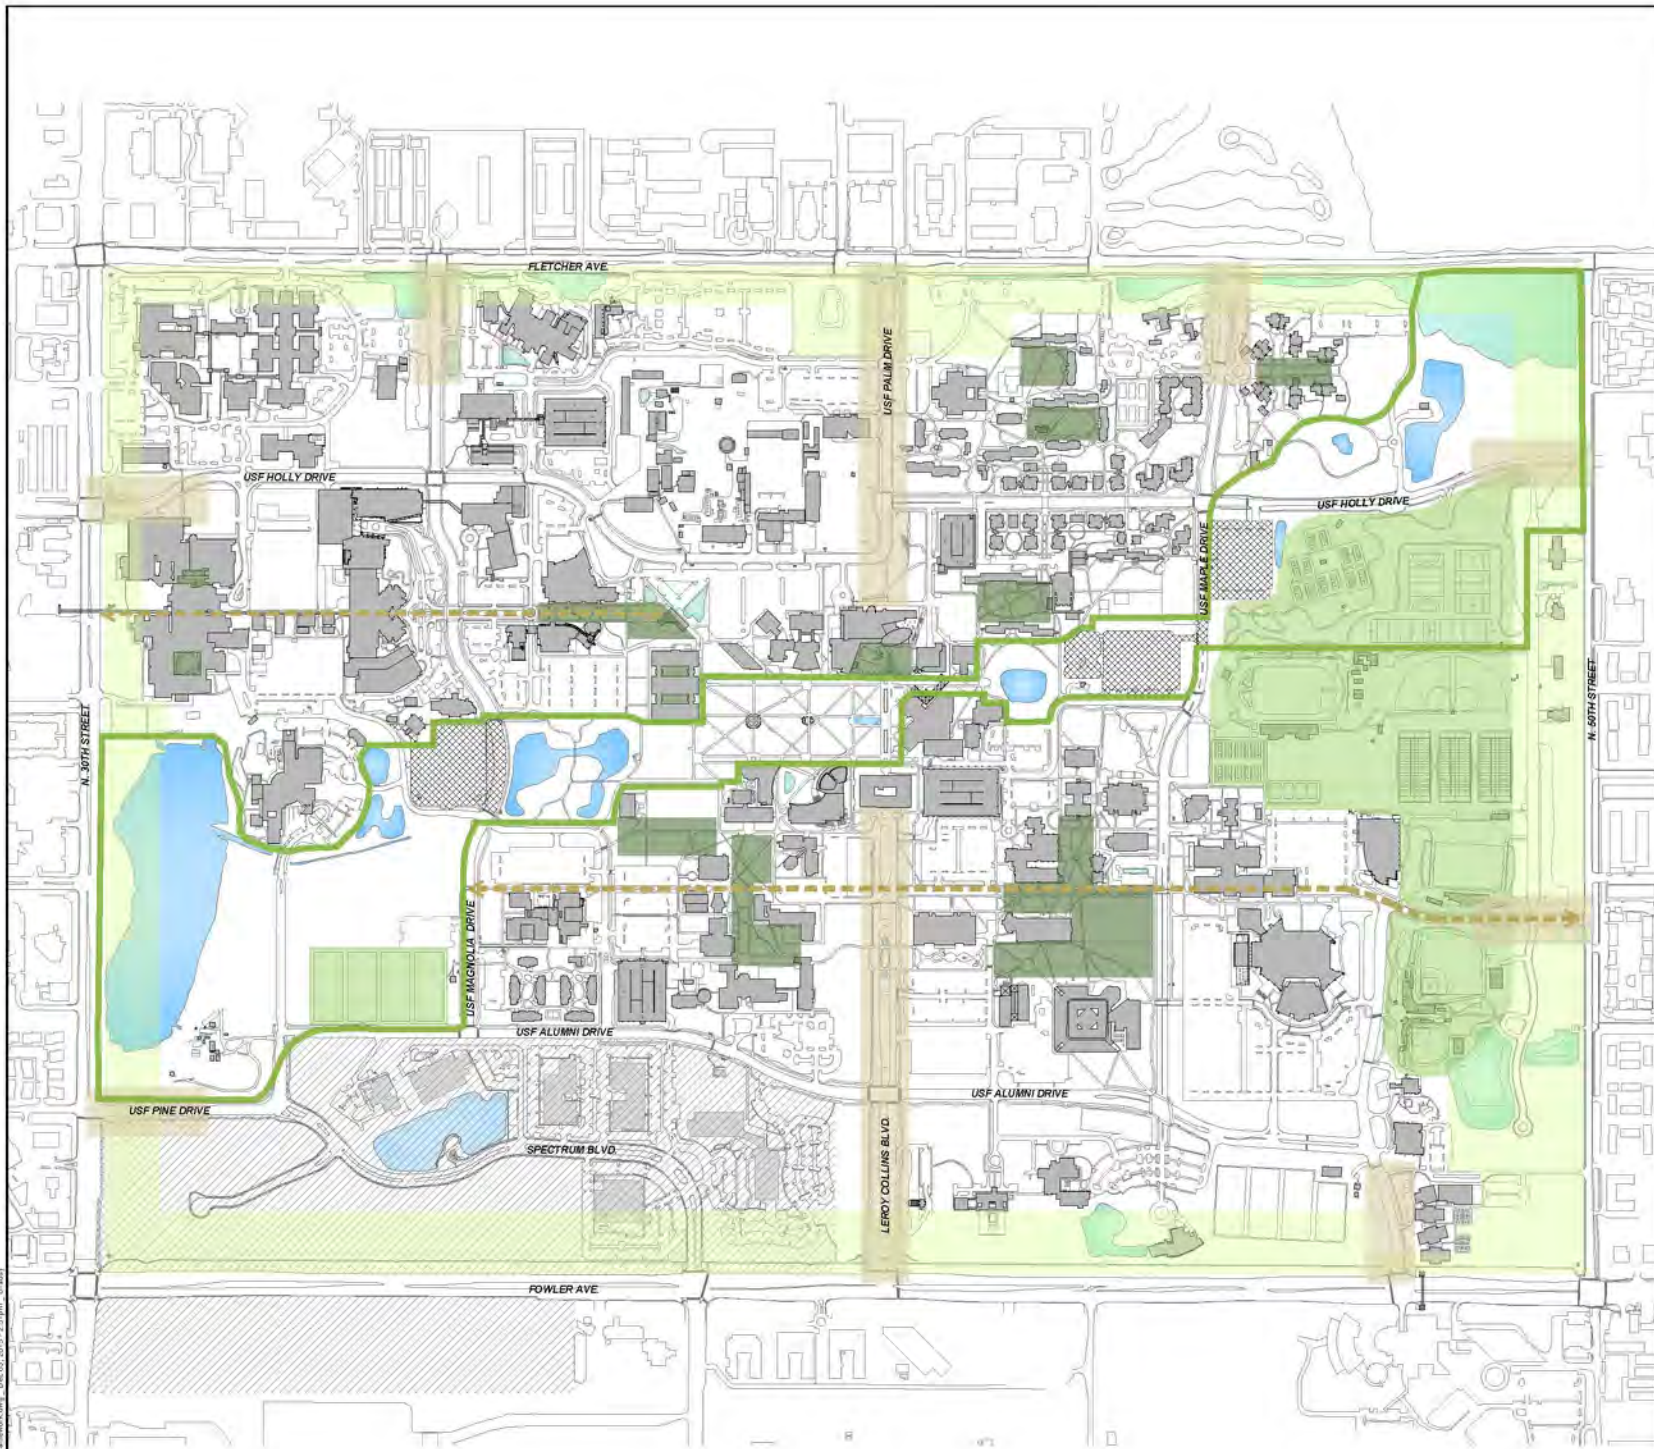 FLETCHER AVE.
USF PALM DRIVE
USF HOLLY DRIVE
USF HOLLY DRIVE
USF MAPLE DRIVE
N. 30TH STREET
N. 50TH STREET
USF MAGNOLIA DRIVE
USF ALUMNI DRIVE
USF ALUMNI DRIVE
USF PINE DRIVE
SPECTRUM BLVD.
LEROY COLLINS BLVD.
FOWLER AVE.